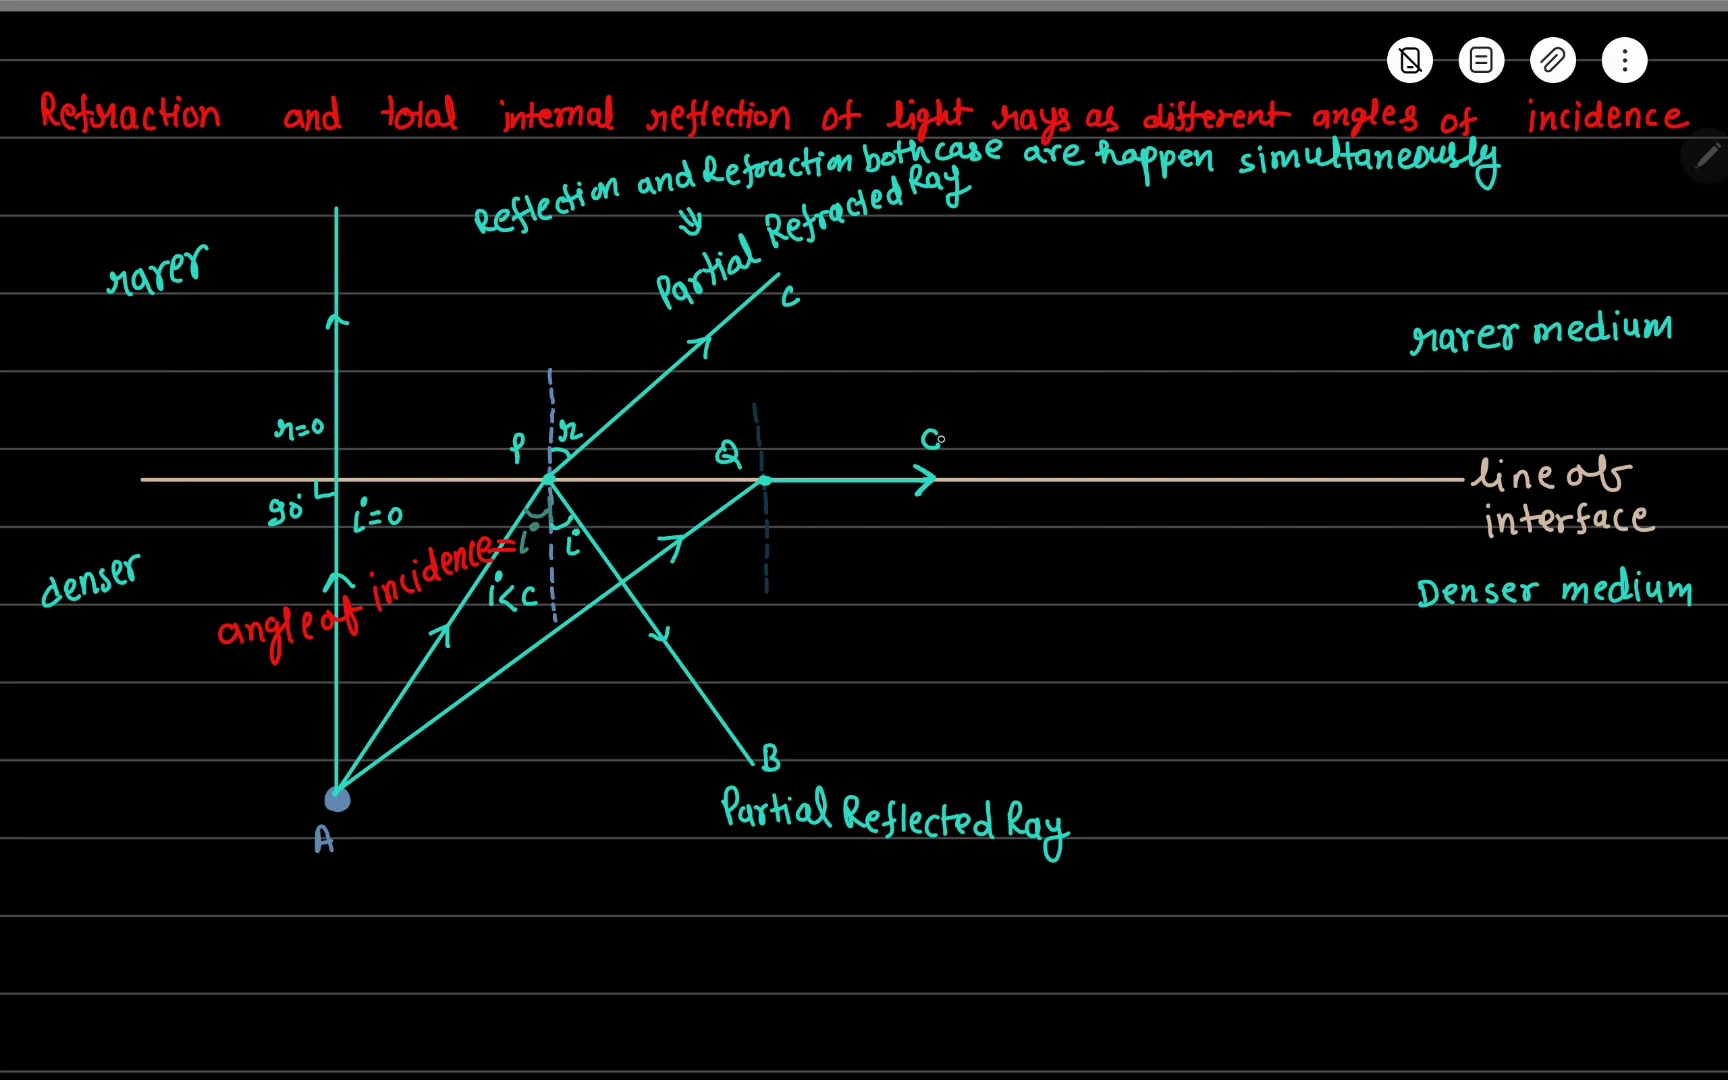 Refraction and total internal reflection of light rays as different angles of incidence
Reflection and Refraction both case are happen simultaneously
Partial Refracted Ray
C
rarer
rarer medium
r=0
P
r
Q
C
line of
interface
90°
i=0
i
i
angle of incidence=
i<c
denser
Denser medium
B
Partial Reflected Ray
A